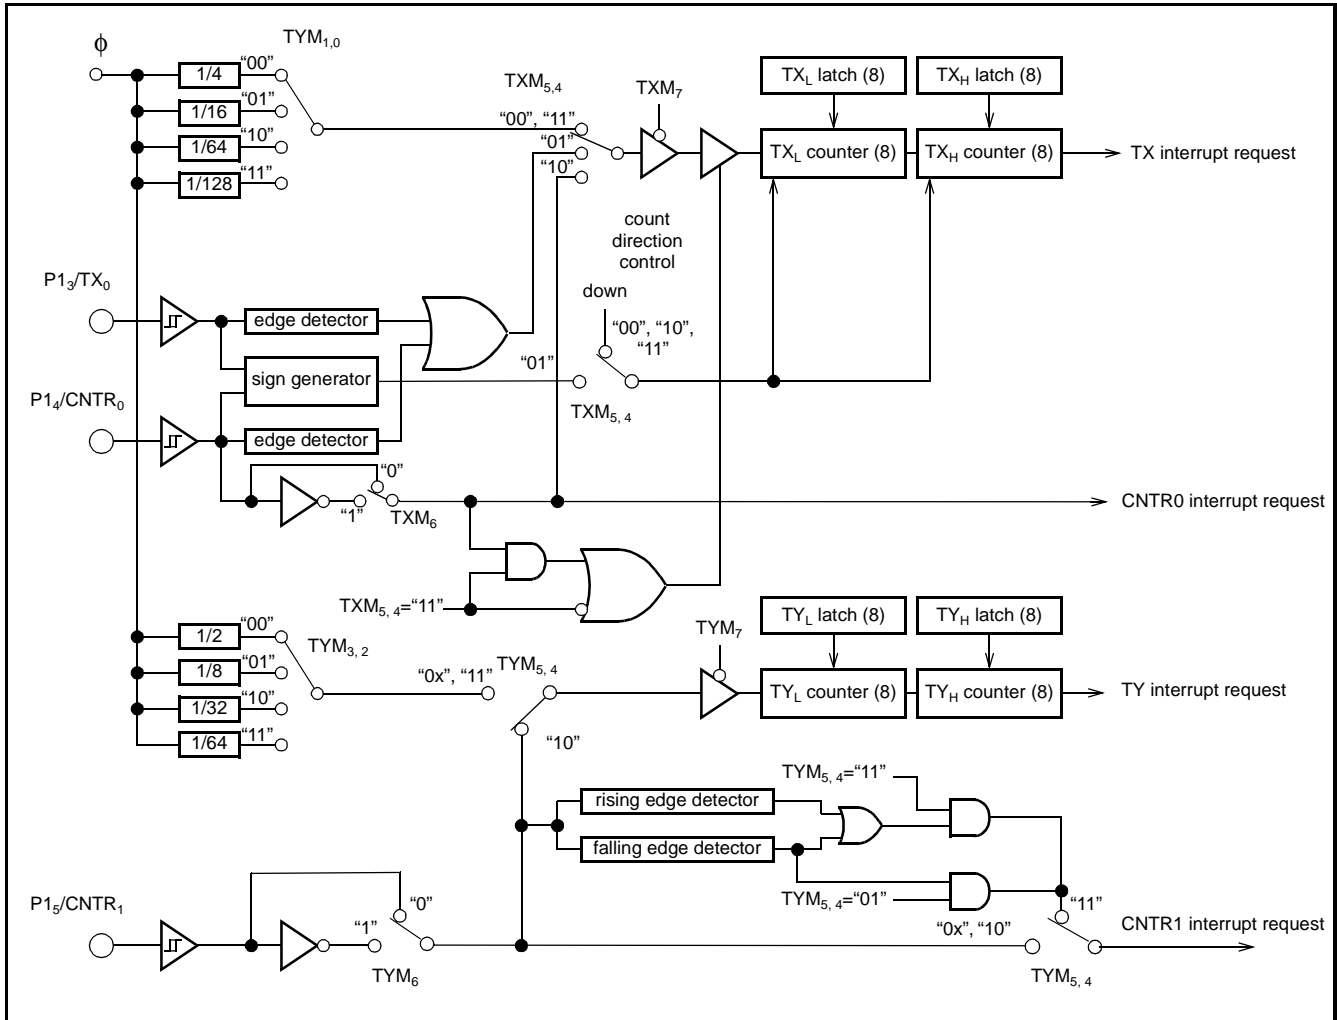 ϕ
TYM1,0
1/4 “00”
1/16 “01”
1/64 “10”
1/128 “11”
TXM5,4
“00”, “11”
“01”
“10”
TXM7
TXL latch (8)
TXH latch (8)
TXL counter (8)
TXH counter (8)
TX interrupt request
count
direction
control
down
“00”, “10”,
“11”
“01”
TXM5, 4
P13/TX0
edge detector
sign generator
P14/CNTR0
edge detector
“0”
“1”
TXM6
CNTR0 interrupt request
TXM5, 4=“11”
1/2 “00”
1/8 “01”
1/32 “10”
1/64 “11”
TYM3, 2
“0x”, “11”
TYM5, 4
“10”
TYM7
TYL latch (8)
TYH latch (8)
TYL counter (8)
TYH counter (8)
TY interrupt request
TYM5, 4=“11”
rising edge detector
falling edge detector
TYM5, 4=“01”
P15/CNTR1
“0”
“1”
TYM6
“0x”, “10”
“11”
TYM5, 4
CNTR1 interrupt request